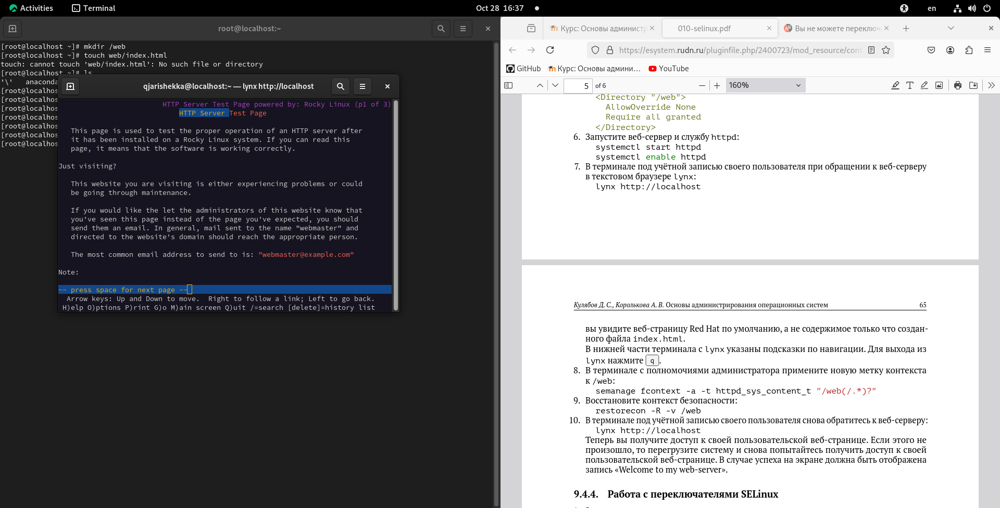 Activities Terminal Oct 28 16:37 en
root@localhost:~
[root@localhost ~]# mkdir /web
[root@localhost ~]# touch web/index.html
touch: cannot touch 'web/index.html': No such file or directory
[root@localhost ~]# ls
'\' anaconda
[root@localhos
[root@localhos
[root@localhos
[root@localhos
[root@localhos
[root@localhos
[root@localhos
qjarishekka@localhost:~ — lynx http://localhost
HTTP Server Test Page powered by: Rocky Linux (p1 of 3)
HTTP Server Test Page
This page is used to test the proper operation of an HTTP server after
it has been installed on a Rocky Linux system. If you can read this
page, it means that the software is working correctly.
Just visiting?
This website you are visiting is either experiencing problems or could
be going through maintenance.
If you would like the let the administrators of this website know that
you've seen this page instead of the page you've expected, you should
send them an email. In general, mail sent to the name "webmaster" and
directed to the website's domain should reach the appropriate person.
The most common email address to send to is: "webmaster@example.com"
Note:
-- press space for next page --
Arrow keys: Up and Down to move. Right to follow a link; Left to go back.
H)elp O)ptions P)rint G)o M)ain screen Q)uit /=search [delete]=history list
Курс: Основы администр 010-selinux.pdf Вы не можете переключ
https://esystem.rudn.ru/pluginfile.php/2400723/mod_resource/cont
GitHub Курс: Основы админи… YouTube
5 of 6 160%
<Directory "/web">
AllowOverride None
Require all granted
</Directory>
6. Запустите веб-сервер и службу httpd:
systemctl start httpd
systemctl enable httpd
7. В терминале под учётной записью своего пользователя при обращении к веб-серверу
в текстовом браузере lynx:
lynx http://localhost
Кулябов Д. С., Королькова А. В. Основы администрирования операционных систем 65
вы увидите веб-страницу Red Hat по умолчанию, а не содержимое только что создан-
ного файла index.html.
В нижней части терминала с lynx указаны подсказки по навигации. Для выхода из
lynx нажмите q.
8. В терминале с полномочиями администратора примените новую метку контекста
к /web:
semanage fcontext -a -t httpd_sys_content_t "/web(/.*)?"
9. Восстановите контекст безопасности:
restorecon -R -v /web
10. В терминале под учётной записью своего пользователя снова обратитесь к веб-серверу:
lynx http://localhost
Теперь вы получите доступ к своей пользовательской веб-странице. Если этого не
произошло, то перегрузите систему и снова попытайтесь получить доступ к своей
пользовательской веб-странице. В случае успеха на экране должна быть отображена
запись «Welcome to my web-server».
9.4.4. Работа с переключателями SELinux